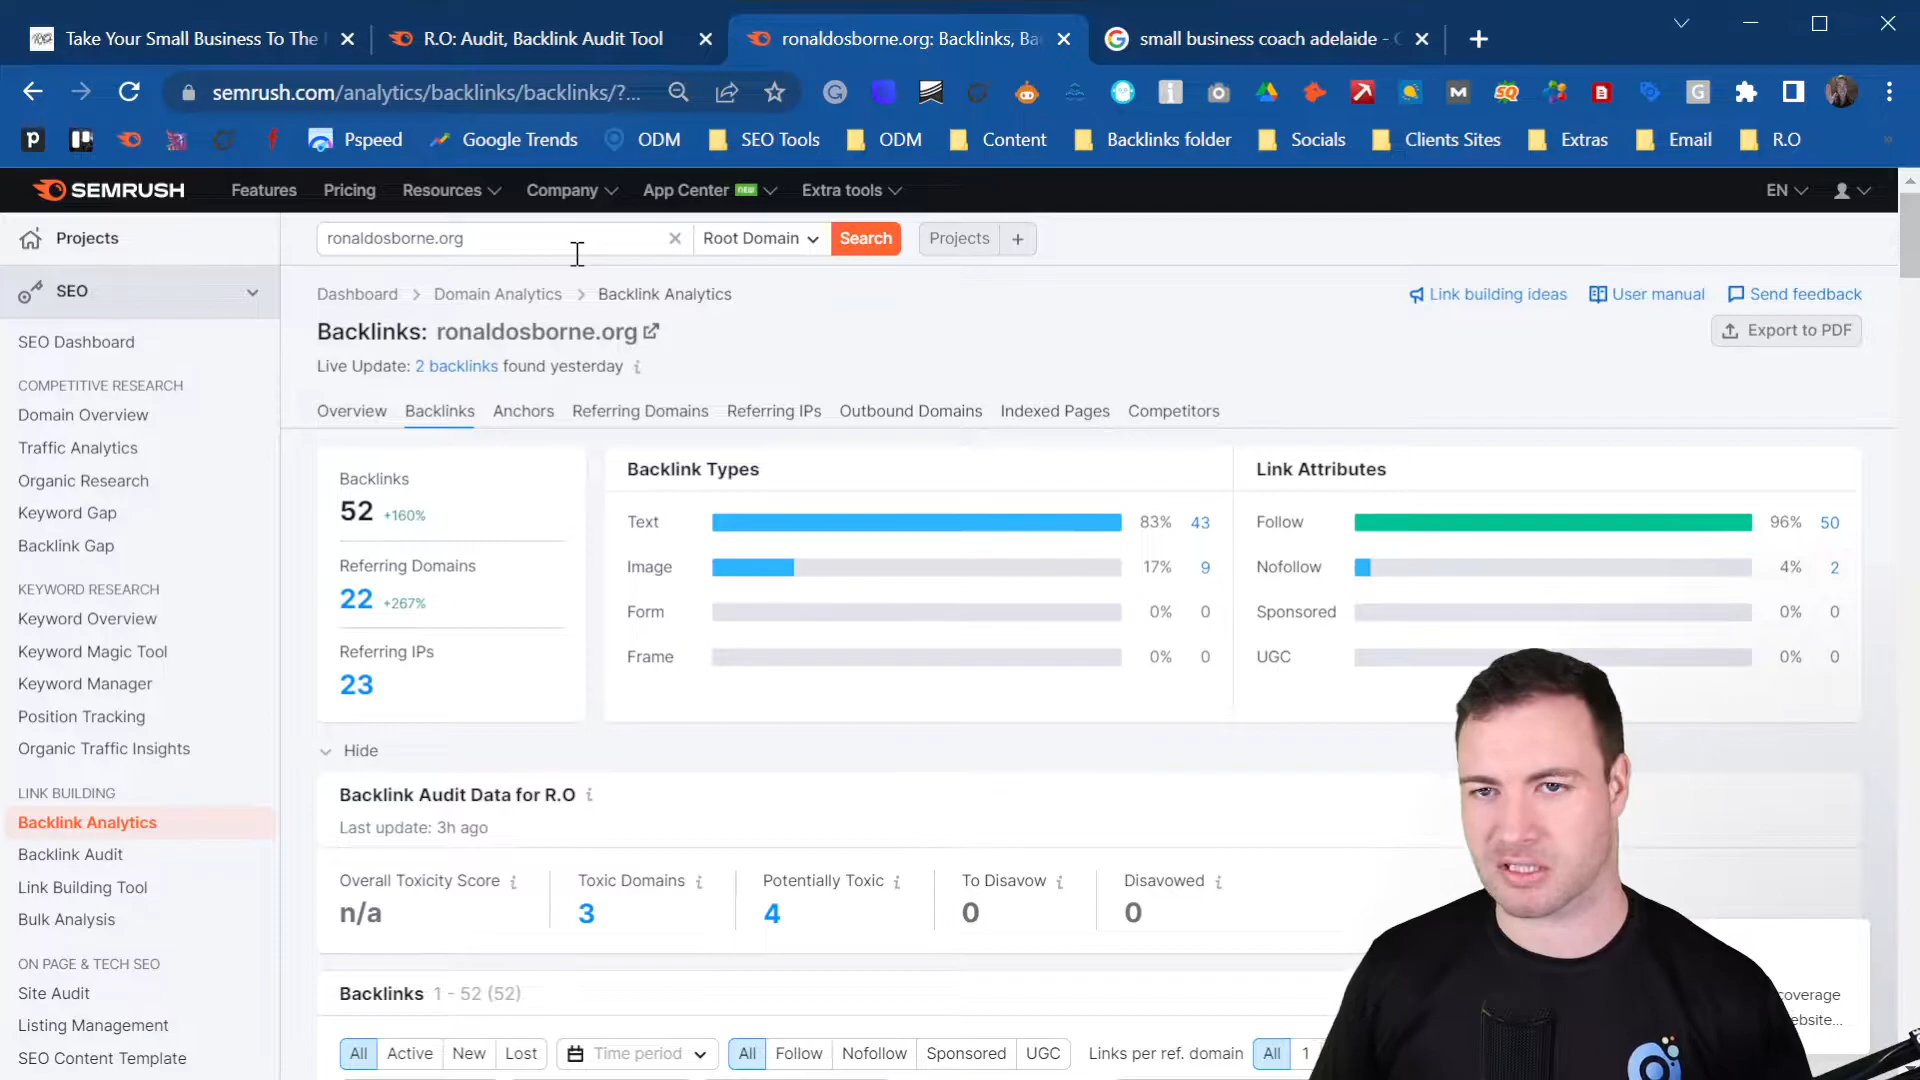 Take Your Small Business To The
R.O: Audit, Backlink Audit Tool
ronaldosborne.org: Backlinks, Ba
small business coach adelaide -
semrush.com/analytics/backlinks/backlinks/?...
Pspeed
Google Trends
ODM
SEO Tools
ODM
Content
Backlinks folder
Socials
Clients Sites
Extras
Email
R.O
SEMRUSH
Features
Pricing
Resources
Company
App Center new
Extra tools
EN
Projects
ronaldosborne.org
Root Domain
Search
Projects +
SEO
Dashboard > Domain Analytics > Backlink Analytics
Link building ideas
User manual
Send feedback
Backlinks: ronaldosborne.org
Export to PDF
Live Update: 2 backlinks found yesterday i
Overview Backlinks Anchors Referring Domains Referring IPs Outbound Domains Indexed Pages Competitors
SEO Dashboard
COMPETITIVE RESEARCH
Domain Overview
Traffic Analytics
Organic Research
Keyword Gap
Backlink Gap
KEYWORD RESEARCH
Keyword Overview
Keyword Magic Tool
Keyword Manager
Position Tracking
Organic Traffic Insights
LINK BUILDING
Backlink Analytics
Backlink Audit
Link Building Tool
Bulk Analysis
ON PAGE & TECH SEO
Site Audit
Listing Management
SEO Content Template
Backlinks
52 +160%
Referring Domains
22 +267%
Referring IPs
23
Backlink Types
Text 83% 43
Image 17% 9
Form 0% 0
Frame 0% 0
Link Attributes
Follow 96% 50
Nofollow 4% 2
Sponsored 0% 0
UGC 0% 0
Hide
Backlink Audit Data for R.O i
Last update: 3h ago
Overall Toxicity Score i
n/a
Toxic Domains i
3
Potentially Toxic i
4
To Disavow i
0
Disavowed i
0
Backlinks 1 - 52 (52)
coverage
ebsite...
All Active New Lost
Time period
All Follow Nofollow Sponsored UGC
Links per ref. domain
All 1